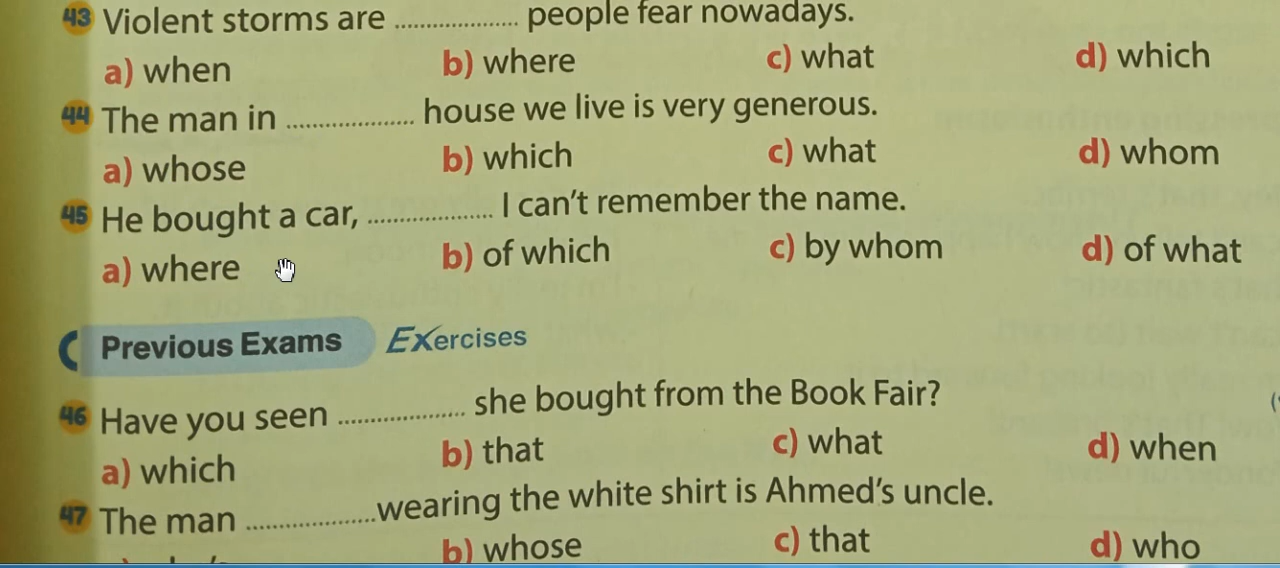 43 Violent storms are .................. people fear nowadays.
a) when b) where c) what d) which
44 The man in .................. house we live is very generous.
a) whose b) which c) what d) whom
45 He bought a car, .................. I can't remember the name.
a) where b) of which c) by whom d) of what
Previous Exams Exercises
46 Have you seen .................. she bought from the Book Fair?
a) which b) that c) what d) when
47 The man ..................wearing the white shirt is Ahmed's uncle.
b) whose c) that d) who